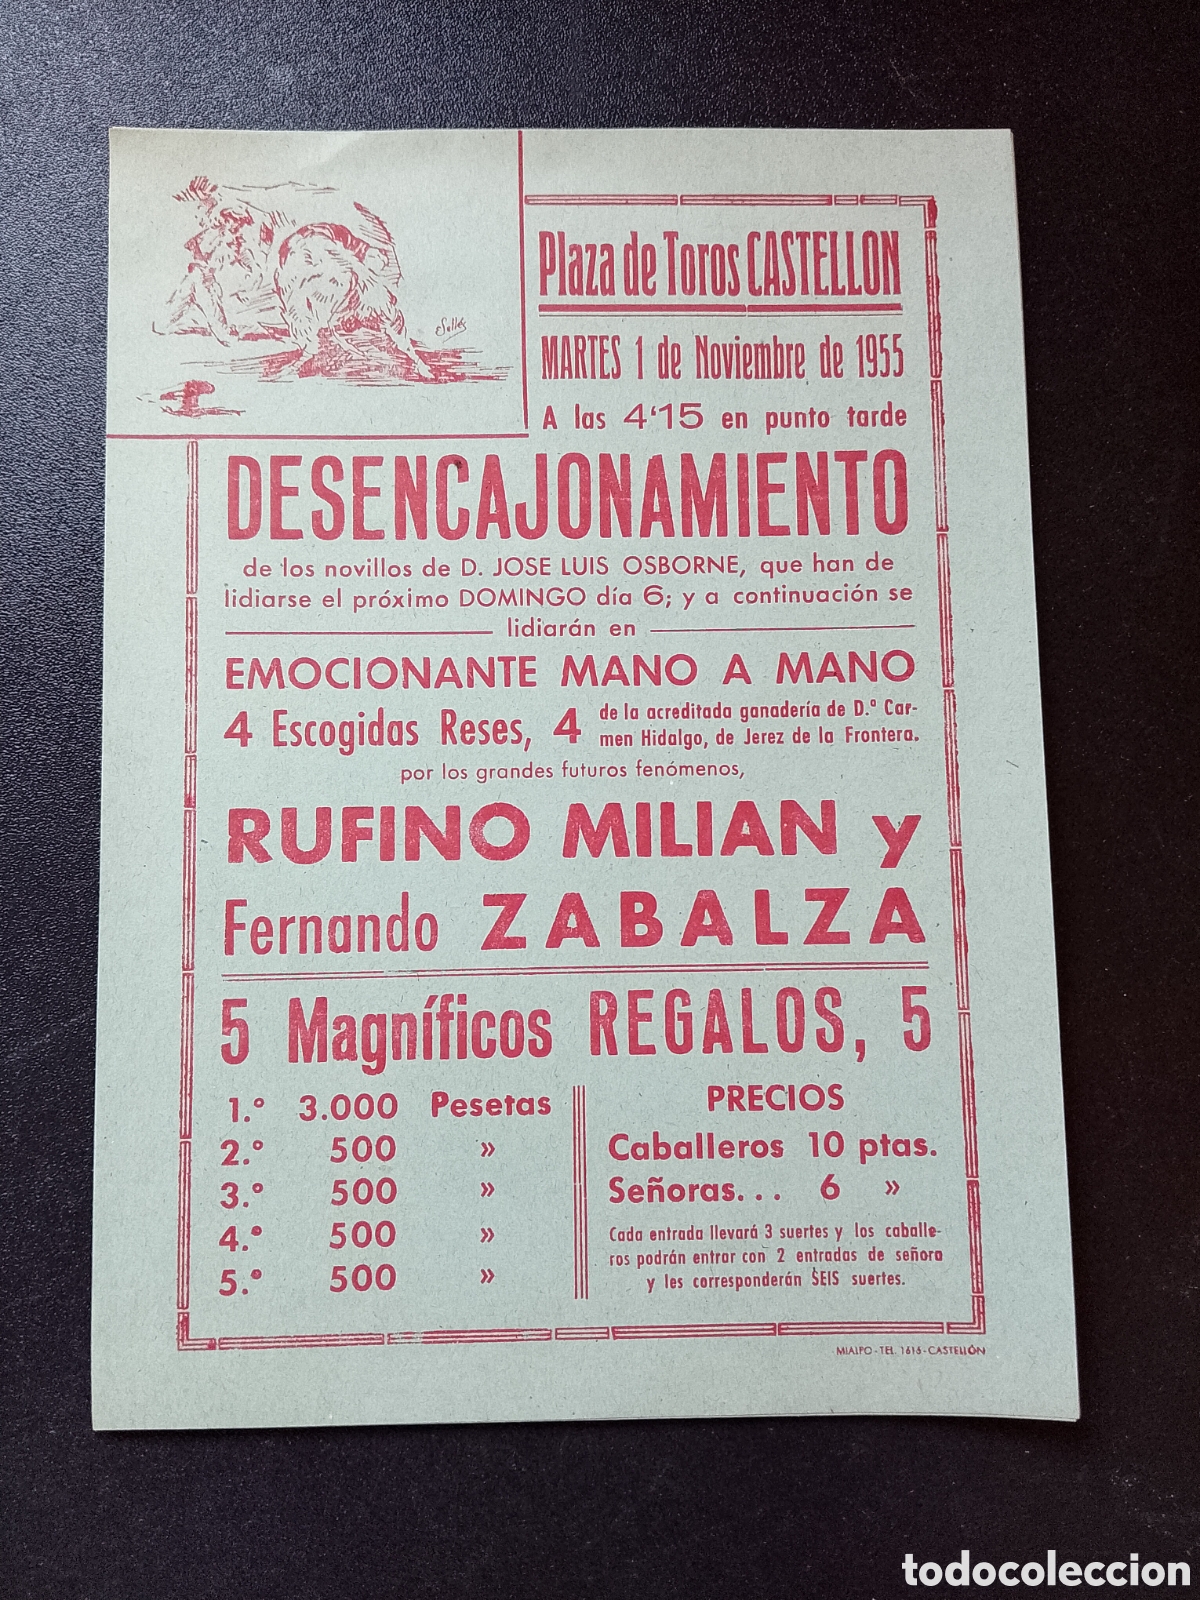 Sellés
Plaza de Toros CASTELLON
MARTES 1 de Noviembre de 1955
A las 4'15 en punto tarde
DESENCAJONAMIENTO
de los novillos de D. JOSE LUIS OSBORNE, que han de
lidiarse el próximo DOMINGO día 6; y a continuación se
lidiarán en
EMOCIONANTE MANO A MANO
4 Escogidas Reses, 4 de la acreditada ganadería de D.ª Car-
men Hidalgo, de Jerez de la Frontera.
por los grandes futuros fenómenos,
RUFINO MILIAN y
Fernando ZABALZA
5 Magníficos REGALOS, 5
1.º 3.000 Pesetas
2.º 500 »
3.º 500 »
4.º 500 »
5.º 500 »
PRECIOS
Caballeros 10 ptas.
Señoras... 6 »
Cada entrada llevará 3 suertes y los caballe-
ros podrán entrar con 2 entradas de señora
y les corresponderán SEIS suertes.
MIALFO - TEL. 1616 - CASTELLÓN
todocoleccion